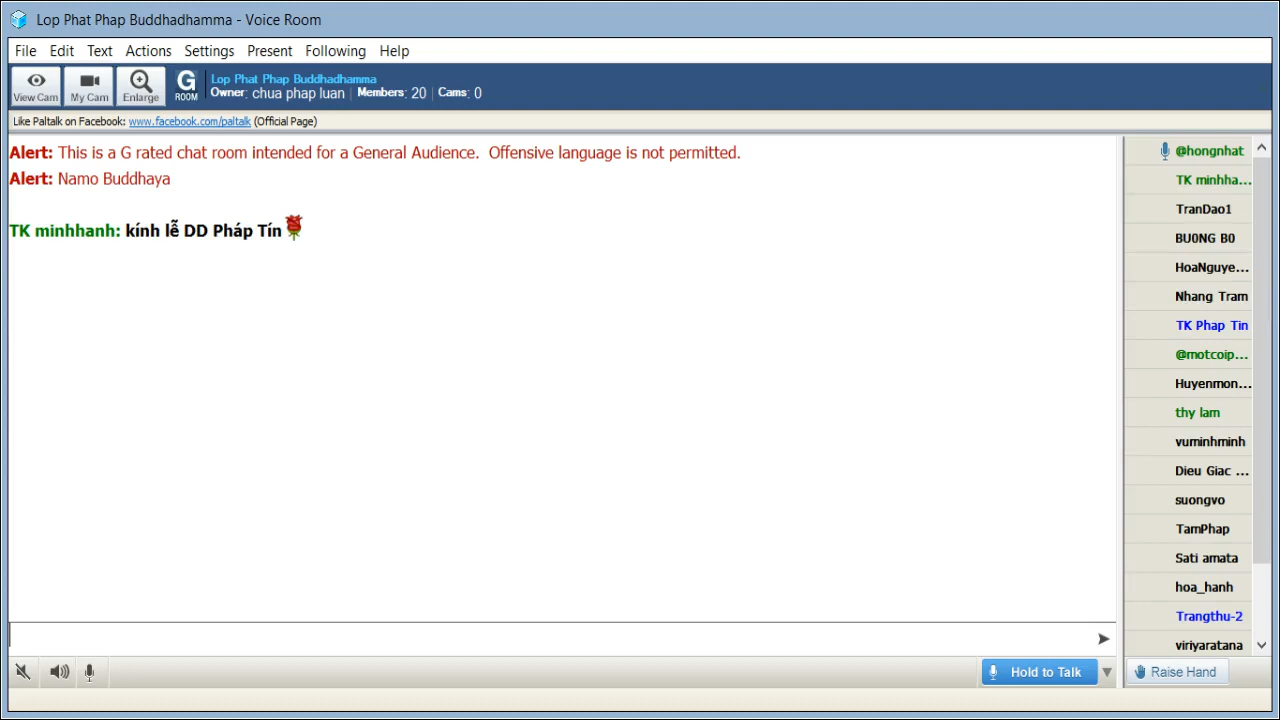 Lop Phat Phap Buddhadhamma - Voice Room
File Edit Text Actions Settings Present Following Help
View Cam My Cam Enlarge G ROOM
Lop Phat Phap Buddhadhamma
Owner: chua phap luan Members: 20 Cams: 0
Like Paltalk on Facebook: www.facebook.com/paltalk (Official Page)
Alert: This is a G rated chat room intended for a General Audience. Offensive language is not permitted.
Alert: Namo Buddhaya
TK minhhanh: kính lễ DD Pháp Tín
@hongnhat
TK minhha...
TranDao1
BU0NG B0
HoaNguye...
Nhang Tram
TK Phap Tin
@motcoip...
Huyenmon...
thy lam
vuminhminh
Dieu Giac ...
suongvo
TamPhap
Sati amata
hoa_hanh
Trangthu-2
viriyaratana
Hold to Talk
Raise Hand